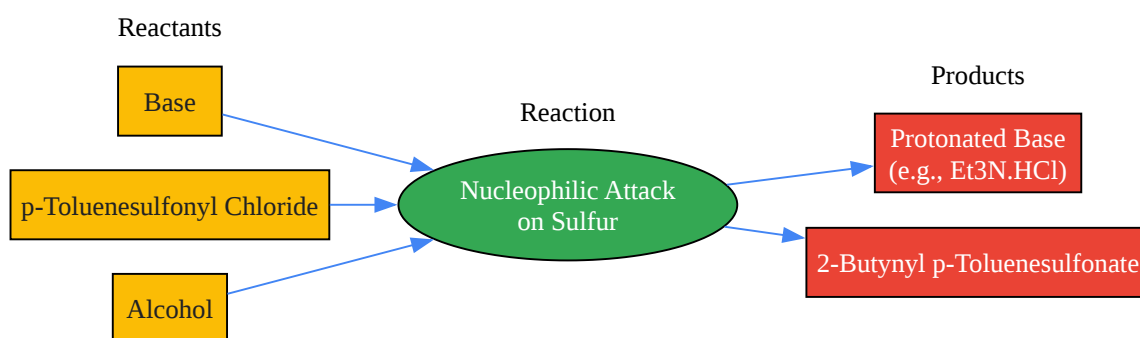 Reactants
Base
p-Toluenesulfonyl Chloride
Alcohol
Reaction
Nucleophilic Attack
on Sulfur
Products
Protonated Base
(e.g., Et3N.HCl)
2-Butynyl p-Toluenesulfonate